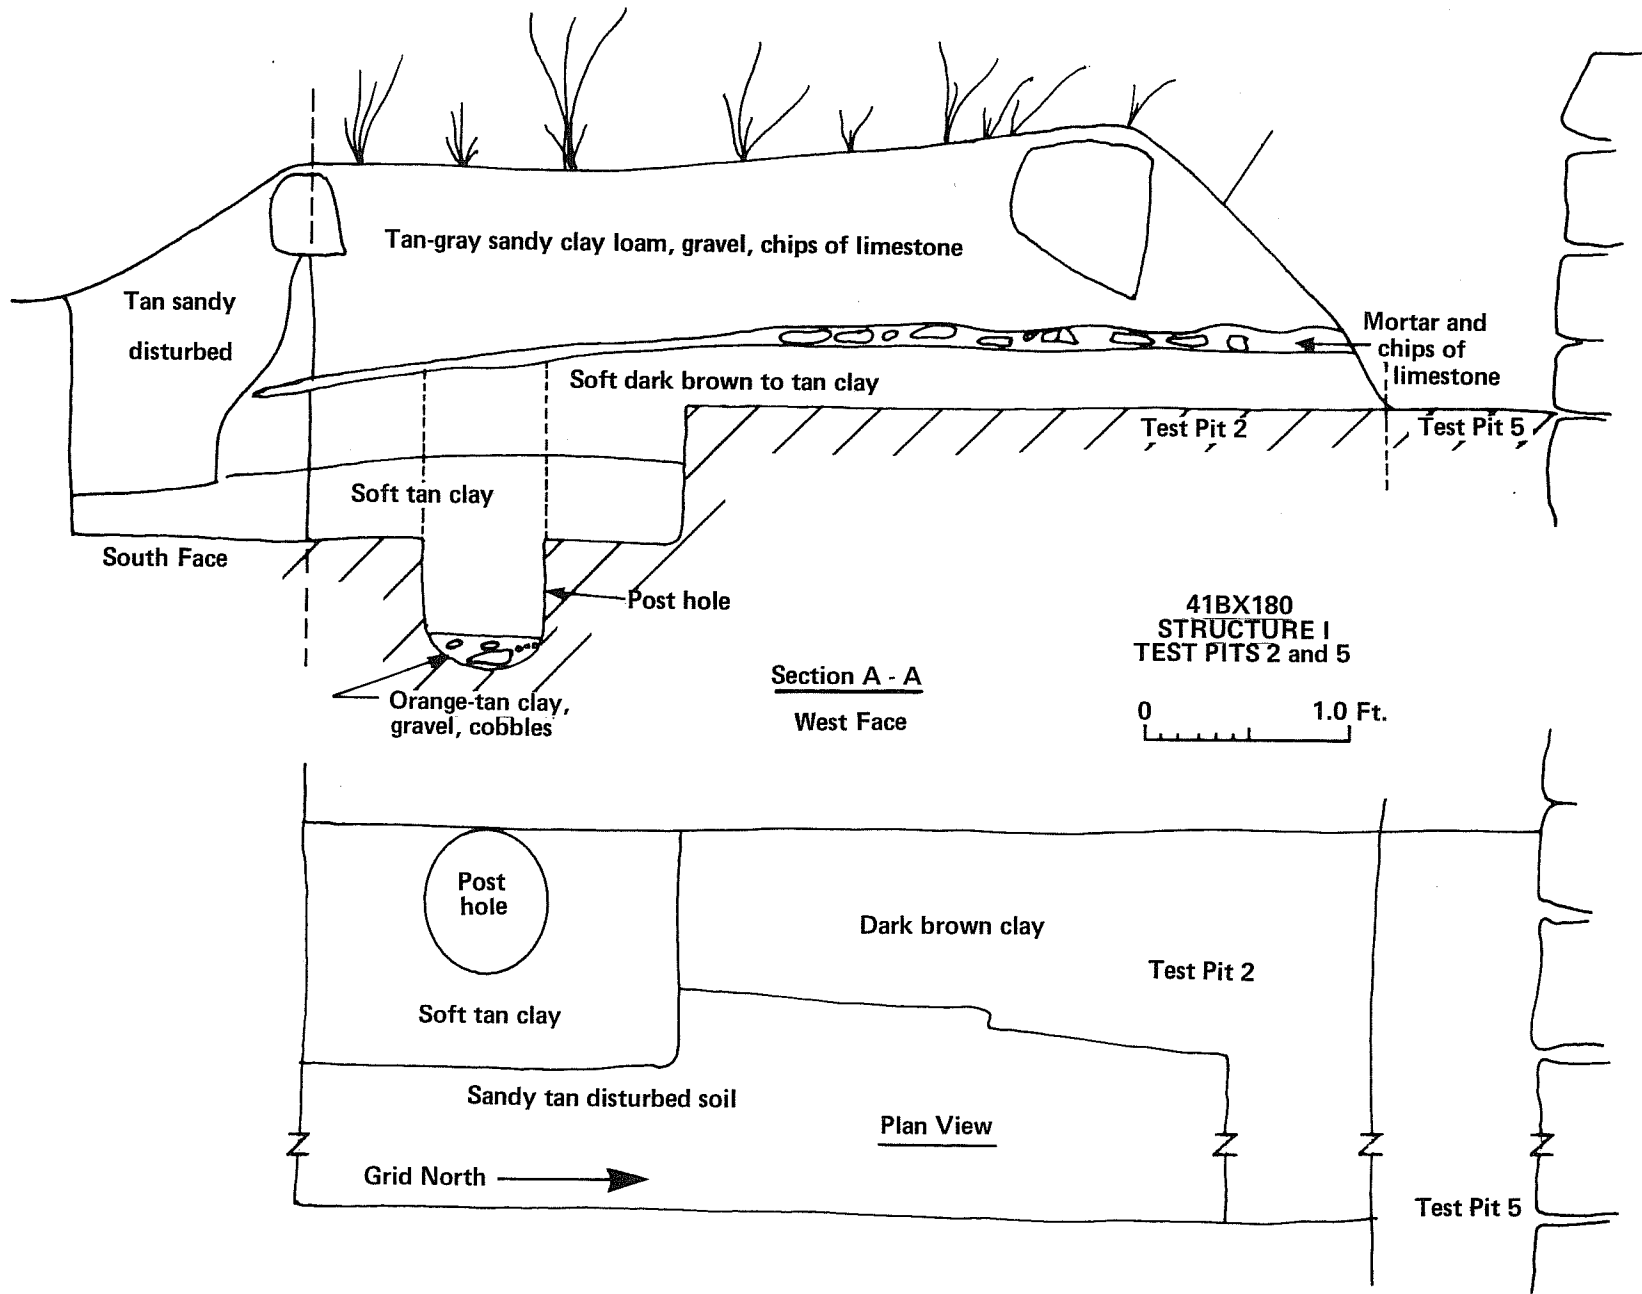 Tan-gray sandy clay loam, gravel, chips of limestone
Tan sandy
disturbed
Mortar and
chips of
limestone
Soft dark brown to tan clay
Test Pit 2
Test Pit 5
Soft tan clay
South Face
Post hole
Orange-tan clay,
gravel, cobbles
Section A - A
West Face
41BX180
STRUCTURE I
TEST PITS 2 and 5
0 1.0 Ft.
Post
hole
Dark brown clay
Test Pit 2
Soft tan clay
Sandy tan disturbed soil
Plan View
Grid North
Test Pit 5